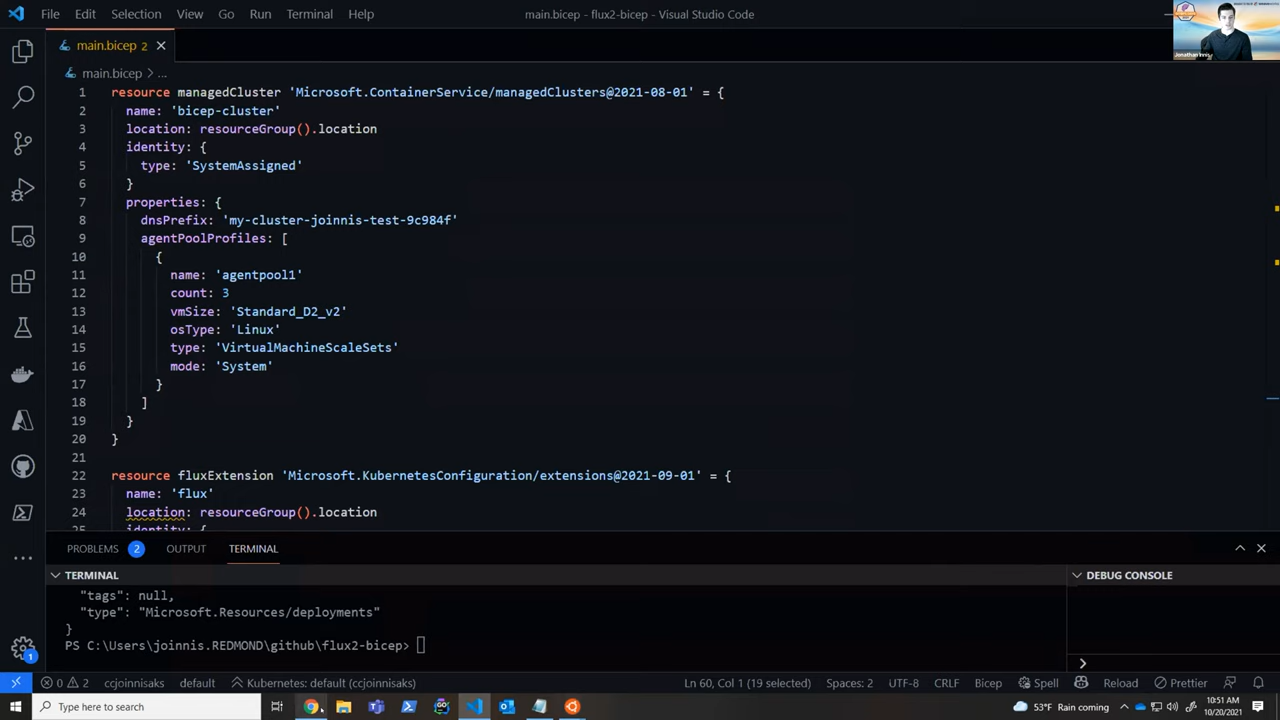 File Edit Selection View Go Run Terminal Help
main.bicep - flux2-bicep - Visual Studio Code
Jonathan Innis
main.bicep 2
main.bicep > ...
1 resource managedCluster 'Microsoft.ContainerService/managedClusters@2021-08-01' = {
2 name: 'bicep-cluster'
3 location: resourceGroup().location
4 identity: {
5 type: 'SystemAssigned'
6 }
7 properties: {
8 dnsPrefix: 'my-cluster-joinnis-test-9c984f'
9 agentPoolProfiles: [
10 {
11 name: 'agentpool1'
12 count: 3
13 vmSize: 'Standard_D2_v2'
14 osType: 'Linux'
15 type: 'VirtualMachineScaleSets'
16 mode: 'System'
17 }
18 ]
19 }
20 }
21
22 resource fluxExtension 'Microsoft.KubernetesConfiguration/extensions@2021-09-01' = {
23 name: 'flux'
24 location: resourceGroup().location
25 identity: {
PROBLEMS 2 OUTPUT TERMINAL
TERMINAL
"tags": null,
"type": "Microsoft.Resources/deployments"
}
PS C:\Users\joinnis.REDMOND\github\flux2-bicep>
DEBUG CONSOLE
1
0 2 ccjoinnisaks default Kubernetes: default (ccjoinnisaks) Ln 60, Col 1 (19 selected) Spaces: 2 UTF-8 CRLF Bicep Spell Reload Prettier
Type here to search
53°F Rain coming
10:51 AM
10/20/2021